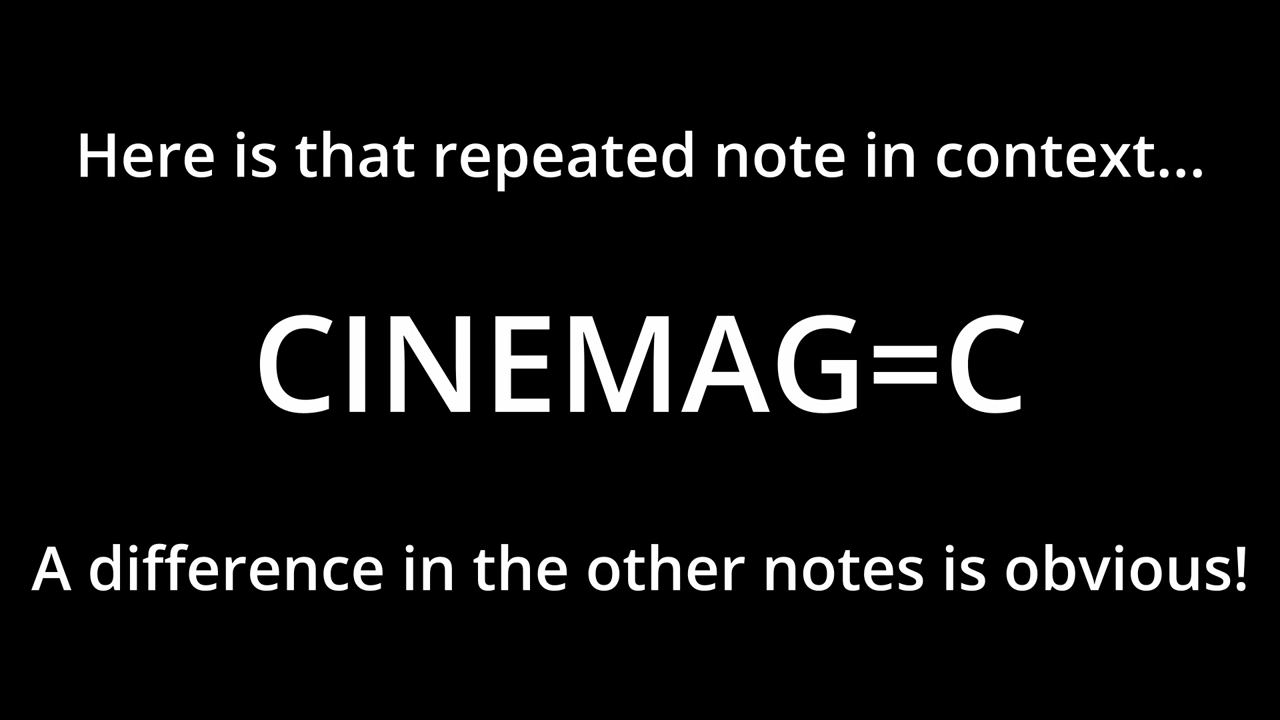 Here is that repeated note in context...
CINEMAG=C
A difference in the other notes is obvious!